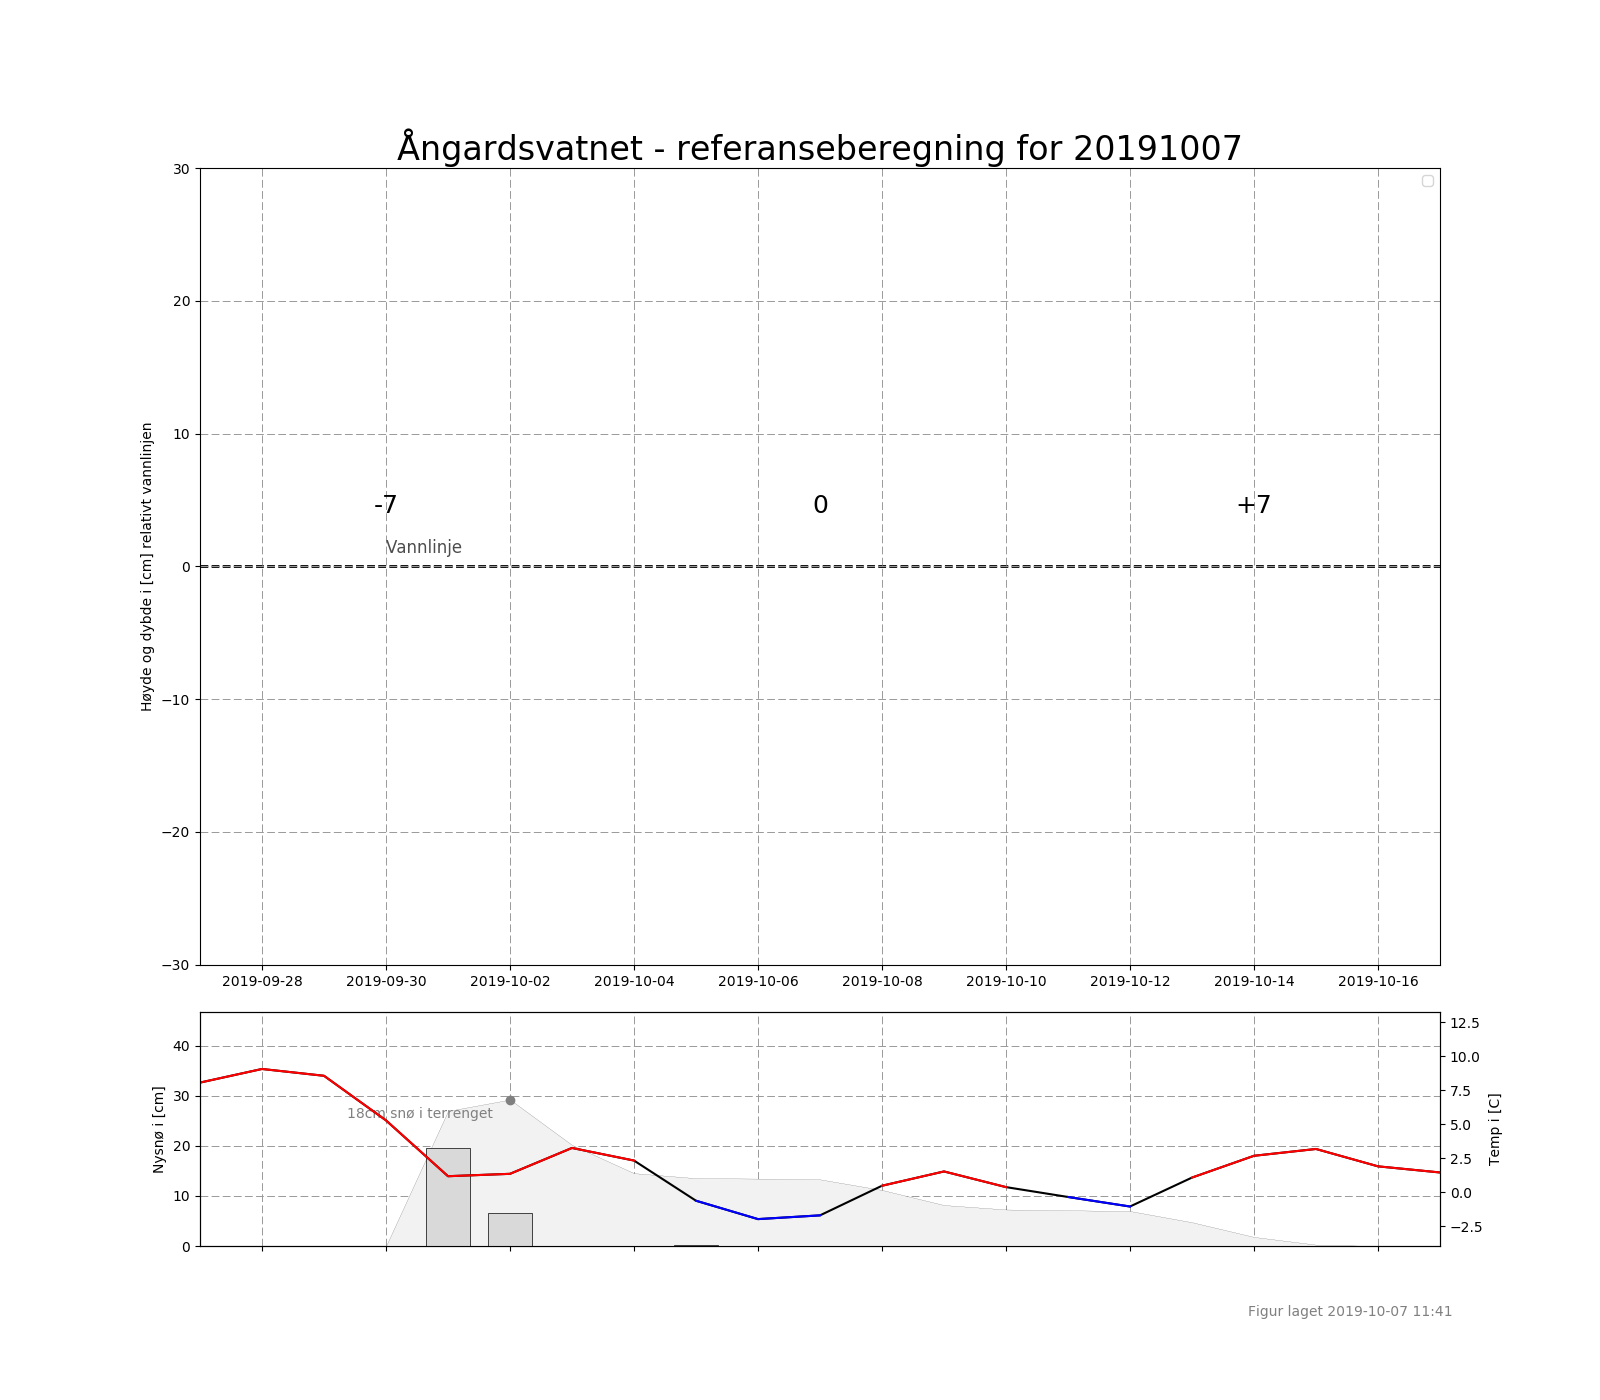 Ångardsvatnet - referanseberegning for 20191007
30
20
10
0
−10
−20
−30
Høyde og dybde i [cm] relativt vannlinjen
-7 0 +7
Vannlinje
2019-09-28 2019-09-30 2019-10-02 2019-10-04 2019-10-06 2019-10-08 2019-10-10 2019-10-12 2019-10-14 2019-10-16
40
30
20
10
0
Nysnø i [cm]
18cm snø i terrenget
12.5
10.0
7.5
5.0
2.5
0.0
−2.5
Temp i [C]
Figur laget 2019-10-07 11:41